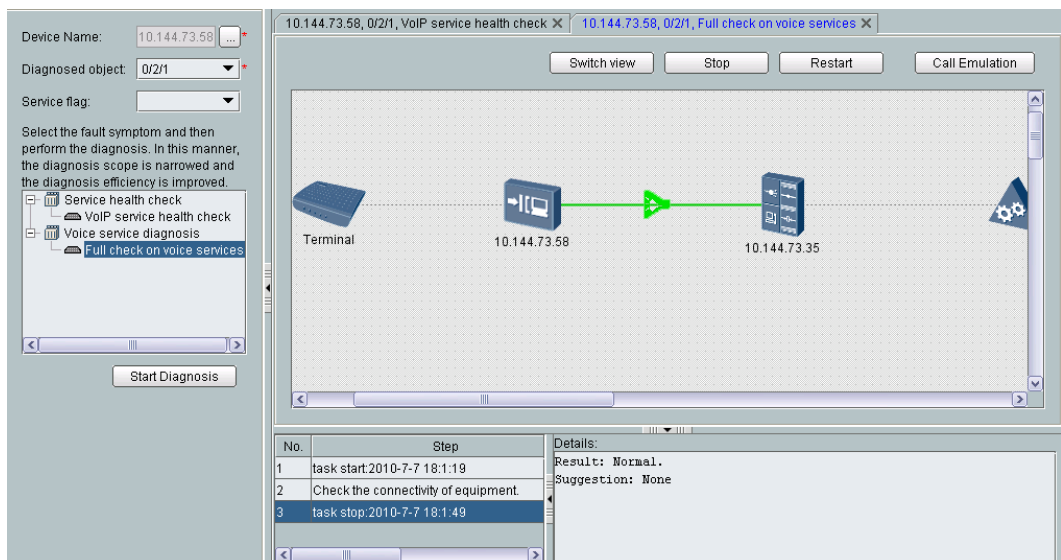 Device Name:
10.144.73.58 ... *
Diagnosed object:
0/2/1 *
Service flag:
Select the fault symptom and then
perform the diagnosis. In this manner,
the diagnosis scope is narrowed and
the diagnosis efficiency is improved.
Service health check
VoIP service health check
Voice service diagnosis
Full check on voice services
Start Diagnosis
10.144.73.58, 0/2/1, VoIP service health check
10.144.73.58, 0/2/1, Full check on voice services
Switch view
Stop
Restart
Call Emulation
Terminal
10.144.73.58
10.144.73.35
No. Step
1 task start:2010-7-7 18:1:19
2 Check the connectivity of equipment.
3 task stop:2010-7-7 18:1:49
Details:
Result: Normal.
Suggestion: None